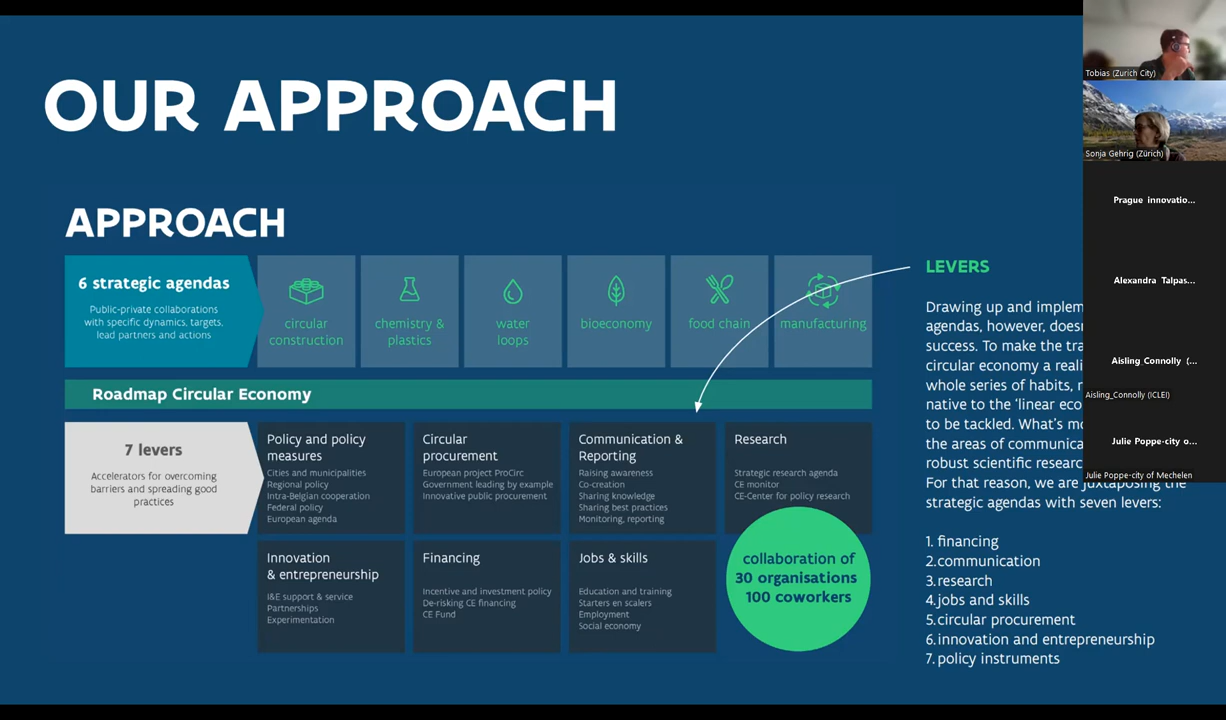 OUR APPROACH
APPROACH
6 strategic agendas
Public-private collaborations
with specific dynamics, targets,
lead partners and actions
circular
construction
chemistry &
plastics
water
loops
bioeconomy
food chain
manufacturing
Roadmap Circular Economy
7 levers
Accelerators for overcoming
barriers and spreading good
practices
Policy and policy
measures
Cities and municipalities
Regional policy
Intra-Belgian cooperation
Federal policy
European agenda
Circular
procurement
European project ProCirc
Government leading by example
Innovative public procurement
Communication &
Reporting
Raising awareness
Co-creation
Sharing knowledge
Sharing best practices
Monitoring, reporting
Research
Strategic research agenda
CE monitor
CE-Center for policy research
Innovation
& entrepreneurship
I&E support & service
Partnerships
Experimentation
Financing
Incentive and investment policy
De-risking CE financing
CE Fund
Jobs & skills
Education and training
Starters en scalers
Employment
Social economy
collaboration of
30 organisations
100 coworkers
LEVERS
Drawing up and implem
agendas, however, does
success. To make the tra
circular economy a reali
whole series of habits,
native to the ‘linear eco
to be tackled. What's mo
the areas of communica
robust scientific researc
For that reason, we are juxtaposing the
strategic agendas with seven levers:
1. financing
2.communication
3.research
4.jobs and skills
5.circular procurement
6.innovation and entrepreneurship
7.policy instruments
Tobias (Zurich City)
Sonja Gehrig (Zürich)
Prague innovatio...
Alexandra Talpas...
Aisling_Connolly (...
Aisling_Connolly (ICLEI)
Julie Poppe-city o...
Julie Poppe-city of Mechelen